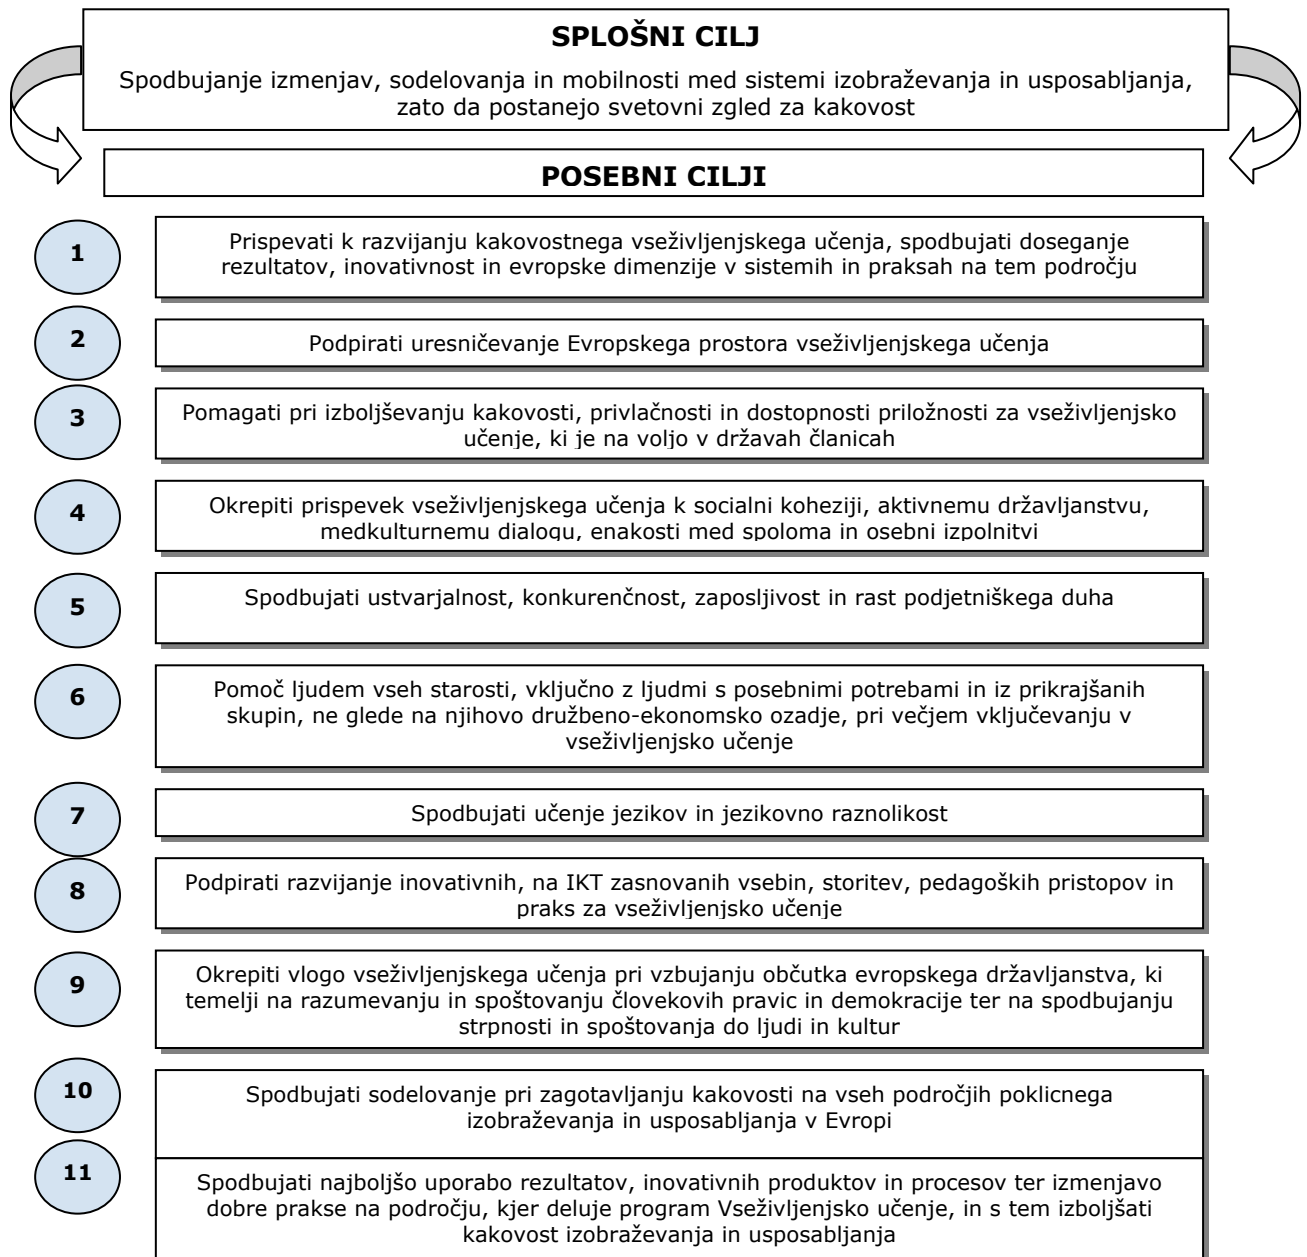 SPLOŠNI CILJ
Spodbujanje izmenjav, sodelovanja in mobilnosti med sistemi izobraževanja in usposabljanja,
zato da postanejo svetovni zgled za kakovost
POSEBNI CILJI
1
Prispevati k razvijanju kakovostnega vseživljenjskega učenja, spodbujati doseganje
rezultatov, inovativnost in evropske dimenzije v sistemih in praksah na tem področju
2
Podpirati uresničevanje Evropskega prostora vseživljenjskega učenja
3
Pomagati pri izboljševanju kakovosti, privlačnosti in dostopnosti priložnosti za vseživljenjsko
učenje, ki je na voljo v državah članicah
4
Okrepiti prispevek vseživljenjskega učenja k socialni koheziji, aktivnemu državljanstvu,
medkulturnemu dialogu, enakosti med spoloma in osebni izpolnitvi
5
Spodbujati ustvarjalnost, konkurenčnost, zaposljivost in rast podjetniškega duha
6
Pomoč ljudem vseh starosti, vključno z ljudmi s posebnimi potrebami in iz prikrajšanih
skupin, ne glede na njihovo družbeno-ekonomsko ozadje, pri večjem vključevanju v
vseživljenjsko učenje
7
Spodbujati učenje jezikov in jezikovno raznolikost
8
Podpirati razvijanje inovativnih, na IKT zasnovanih vsebin, storitev, pedagoških pristopov in
praks za vseživljenjsko učenje
9
Okrepiti vlogo vseživljenjskega učenja pri vzbujanju občutka evropskega državljanstva, ki
temelji na razumevanju in spoštovanju človekovih pravic in demokracije ter na spodbujanju
strpnosti in spoštovanja do ljudi in kultur
10
Spodbujati sodelovanje pri zagotavljanju kakovosti na vseh področjih poklicnega
izobraževanja in usposabljanja v Evropi
11
Spodbujati najboljšo uporabo rezultatov, inovativnih produktov in procesov ter izmenjavo
dobre prakse na področju, kjer deluje program Vseživljenjsko učenje, in s tem izboljšati
kakovost izobraževanja in usposabljanja